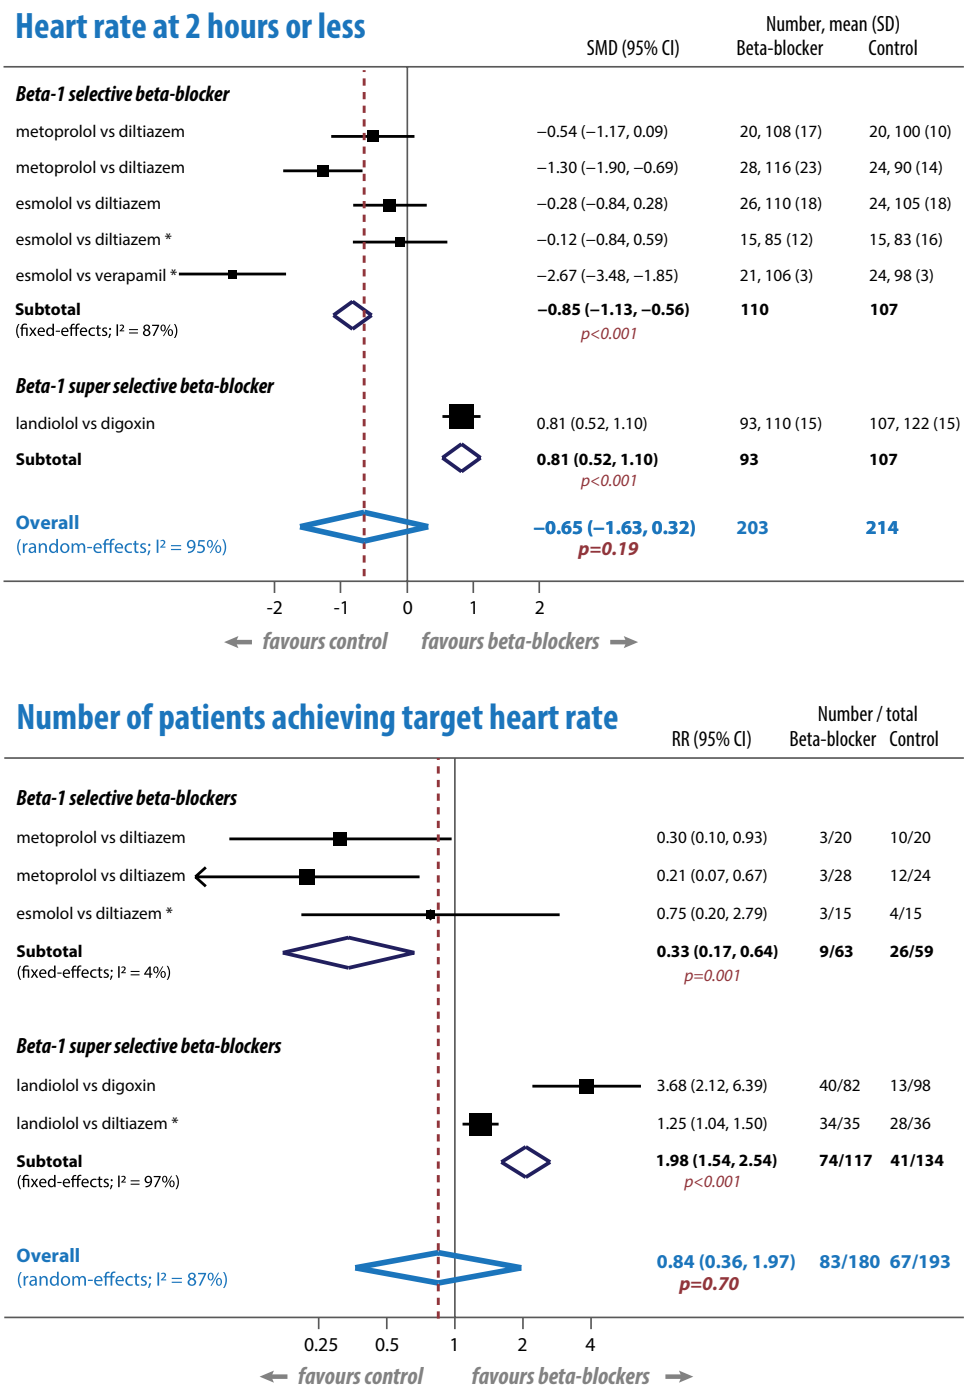 Heart rate at 2 hours or less
Number, mean (SD)
SMD (95% CI) Beta-blocker Control
Beta-1 selective beta-blocker
metoprolol vs diltiazem −0.54 (−1.17, 0.09) 20, 108 (17) 20, 100 (10)
metoprolol vs diltiazem −1.30 (−1.90, −0.69) 28, 116 (23) 24, 90 (14)
esmolol vs diltiazem −0.28 (−0.84, 0.28) 26, 110 (18) 24, 105 (18)
esmolol vs diltiazem * −0.12 (−0.84, 0.59) 15, 85 (12) 15, 83 (16)
esmolol vs verapamil * −2.67 (−3.48, −1.85) 21, 106 (3) 24, 98 (3)
Subtotal −0.85 (−1.13, −0.56) 110 107
(fixed-effects; I² = 87%) p<0.001
Beta-1 super selective beta-blocker
landiolol vs digoxin 0.81 (0.52, 1.10) 93, 110 (15) 107, 122 (15)
Subtotal 0.81 (0.52, 1.10) 93 107
p<0.001
Overall −0.65 (−1.63, 0.32) 203 214
(random-effects; I² = 95%) p=0.19
-2 -1 0 1 2
← favours control favours beta-blockers →
Number of patients achieving target heart rate
Number / total
RR (95% CI) Beta-blocker Control
Beta-1 selective beta-blockers
metoprolol vs diltiazem 0.30 (0.10, 0.93) 3/20 10/20
metoprolol vs diltiazem 0.21 (0.07, 0.67) 3/28 12/24
esmolol vs diltiazem * 0.75 (0.20, 2.79) 3/15 4/15
Subtotal 0.33 (0.17, 0.64) 9/63 26/59
(fixed-effects; I² = 4%) p=0.001
Beta-1 super selective beta-blockers
landiolol vs digoxin 3.68 (2.12, 6.39) 40/82 13/98
landiolol vs diltiazem * 1.25 (1.04, 1.50) 34/35 28/36
Subtotal 1.98 (1.54, 2.54) 74/117 41/134
(fixed-effects; I² = 97%) p<0.001
Overall 0.84 (0.36, 1.97) 83/180 67/193
(random-effects; I² = 87%) p=0.70
0.25 0.5 1 2 4
← favours control favours beta-blockers →